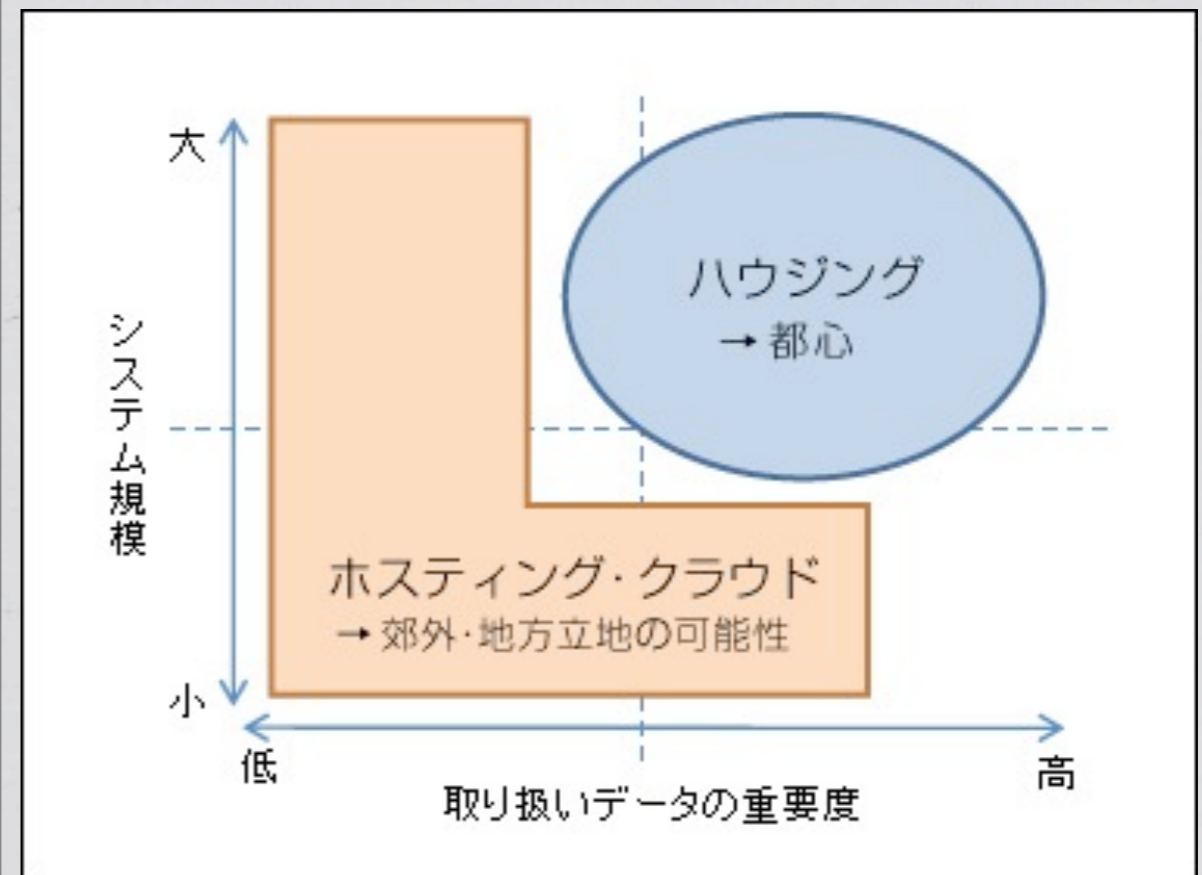 大
システム規模
ハウジング
→ 都心
ホスティング・クラウド
→ 郊外・地方立地の可能性
小
低
高
取り扱いデータの重要度